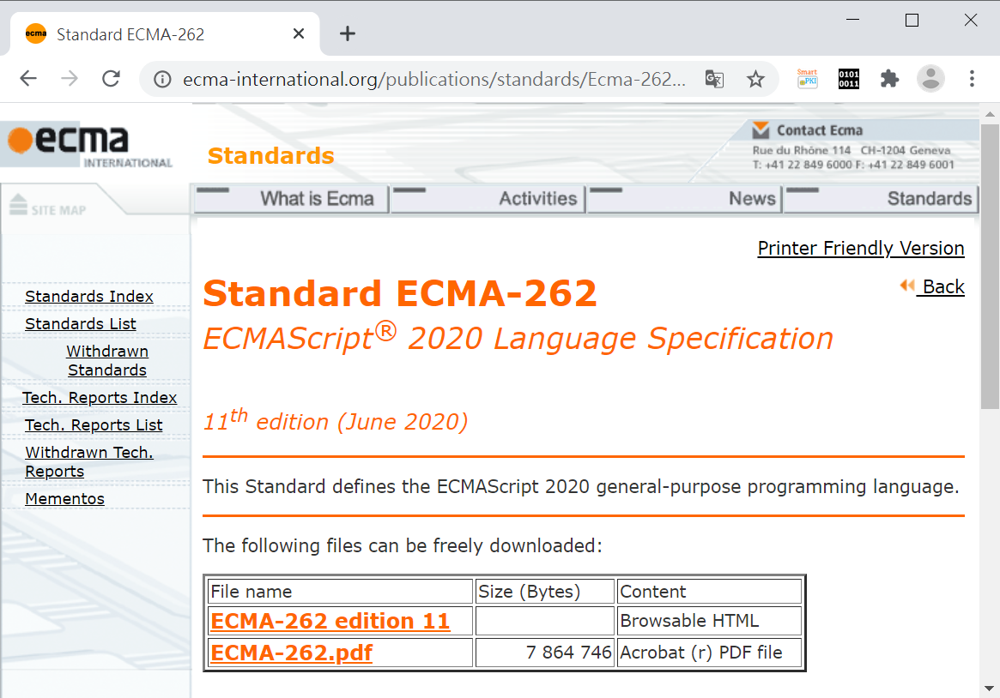 ecma Standard ECMA-262
ecma-international.org/publications/standards/Ecma-262...
Smart
PKI
0101
0011
ecma
INTERNATIONAL
Standards
Contact Ecma
Rue du Rhône 114 CH-1204 Geneva
T: +41 22 849 6000 F: +41 22 849 6001
SITE MAP
What is Ecma Activities News Standards
Printer Friendly Version
Back
Standards Index
Standards List
Withdrawn
Standards
Tech. Reports Index
Tech. Reports List
Withdrawn Tech.
Reports
Mementos
Standard ECMA-262
ECMAScript® 2020 Language Specification
11th edition (June 2020)
This Standard defines the ECMAScript 2020 general-purpose programming language.
The following files can be freely downloaded:
File name Size (Bytes) Content
ECMA-262 edition 11 Browsable HTML
ECMA-262.pdf 7 864 746 Acrobat (r) PDF file